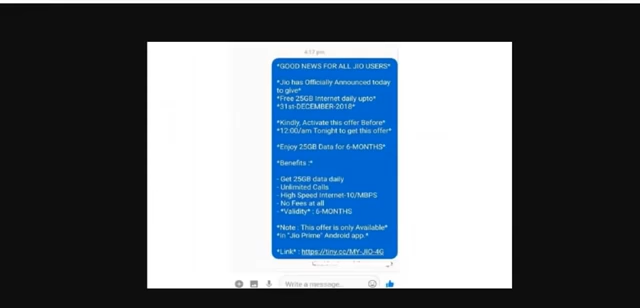 4:17 pm
*GOOD NEWS FOR ALL JIO USERS*
*Jio has Officially Announced today
to give*
*Free 25GB Internet daily upto*
*31st-DECEMBER-2018*
*Kindly, Activate this offer Before*
*12:00/am Tonight to get this offer*
*Enjoy 25GB Data for 6-MONTHS*
*Benefits :*
- Get 25GB data daily
- Unlimited Calls
- High Speed Internet-10/MBPS
- No Fees at all
- *Validity* : 6-MONTHS
*Note : This offer is only Available*
*in "Jio Prime" Android app.*
*Link* : https://tiny.cc/MY-JIO-4G
Write a message...